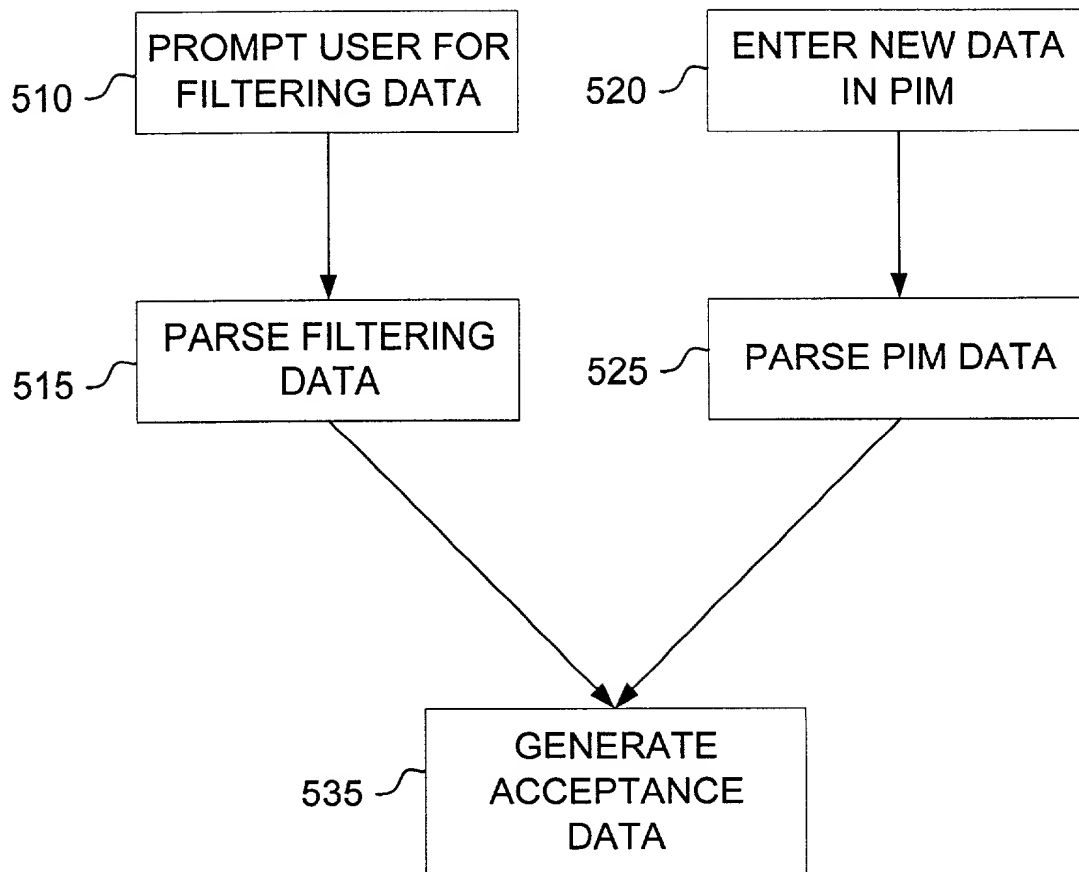 PROMPT USER FOR
FILTERING DATA
510
ENTER NEW DATA
IN PIM
520
PARSE FILTERING
DATA
515
PARSE PIM DATA
525
GENERATE
ACCEPTANCE
DATA
535